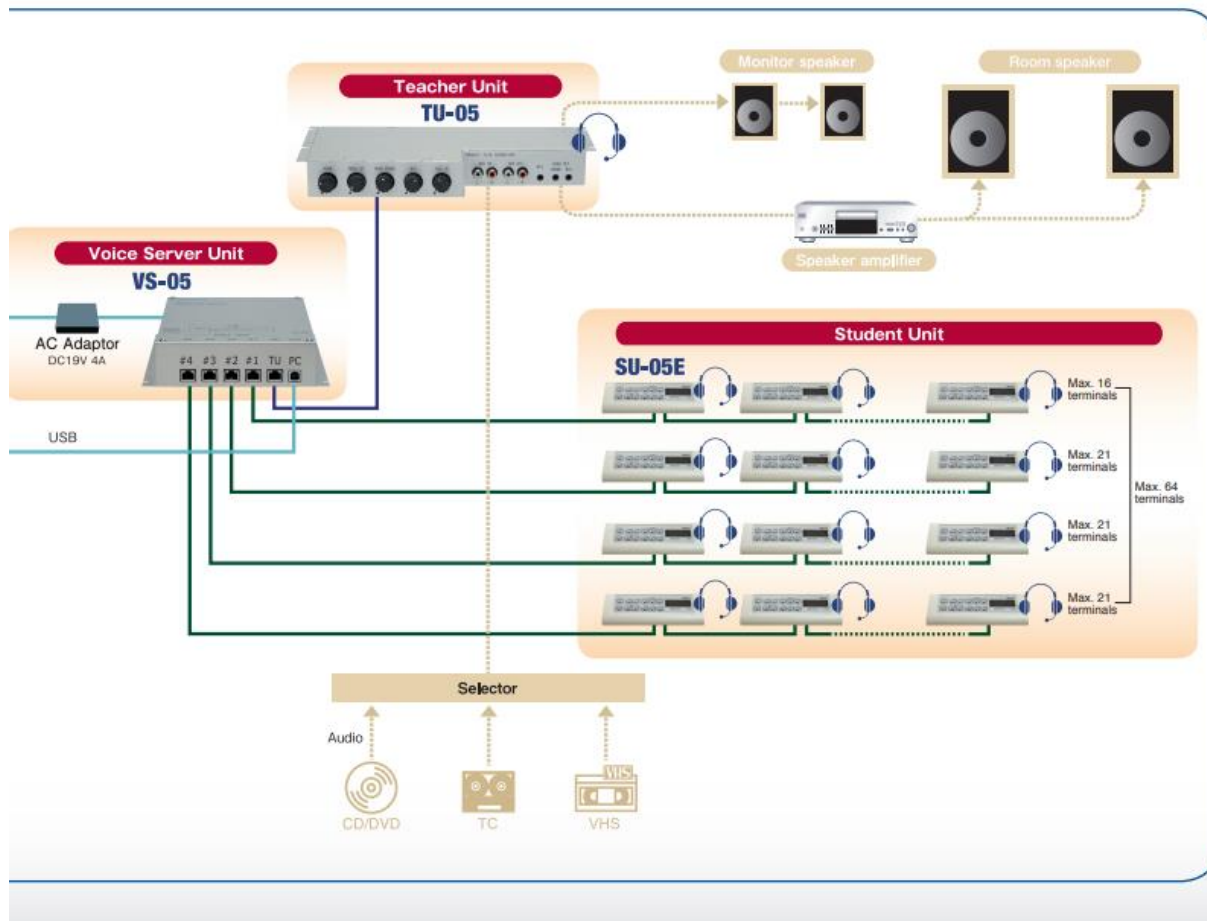 Monitor speaker
Room speaker
Teacher Unit
TU-05
Speaker amplifier
Voice Server Unit
VS-05
AC Adaptor
DC19V 4A
#4 #3 #2 #1 TU PC
USB
Student Unit
SU-05E
Max. 16
terminals
Max. 21
terminals
Max. 64
terminals
Max. 21
terminals
Max. 21
terminals
Selector
Audio
VHS
CD/DVD
TC
VHS